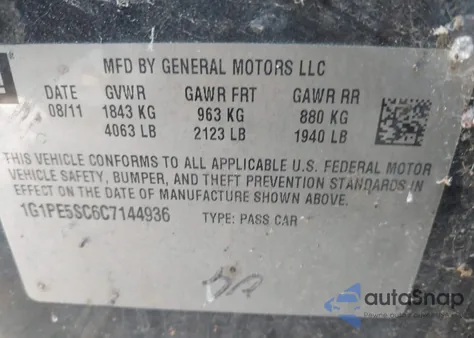 MFD BY GENERAL MOTORS LLC
DATE GVWR GAWR FRT GAWR RR
08/11 1843 KG 963 KG 880 KG
4063 LB 2123 LB 1940 LB
THIS VEHICLE CONFORMS TO ALL APPLICABLE U.S. FEDERAL MOTOR
VEHICLE SAFETY, BUMPER, AND THEFT PREVENTION STANDARDS IN
EFFECT ON THE DATE OF MANUFACTURE SHOWN ABOVE.
1G1PE5SC6C7144936 TYPE: PASS CAR
autoSnap